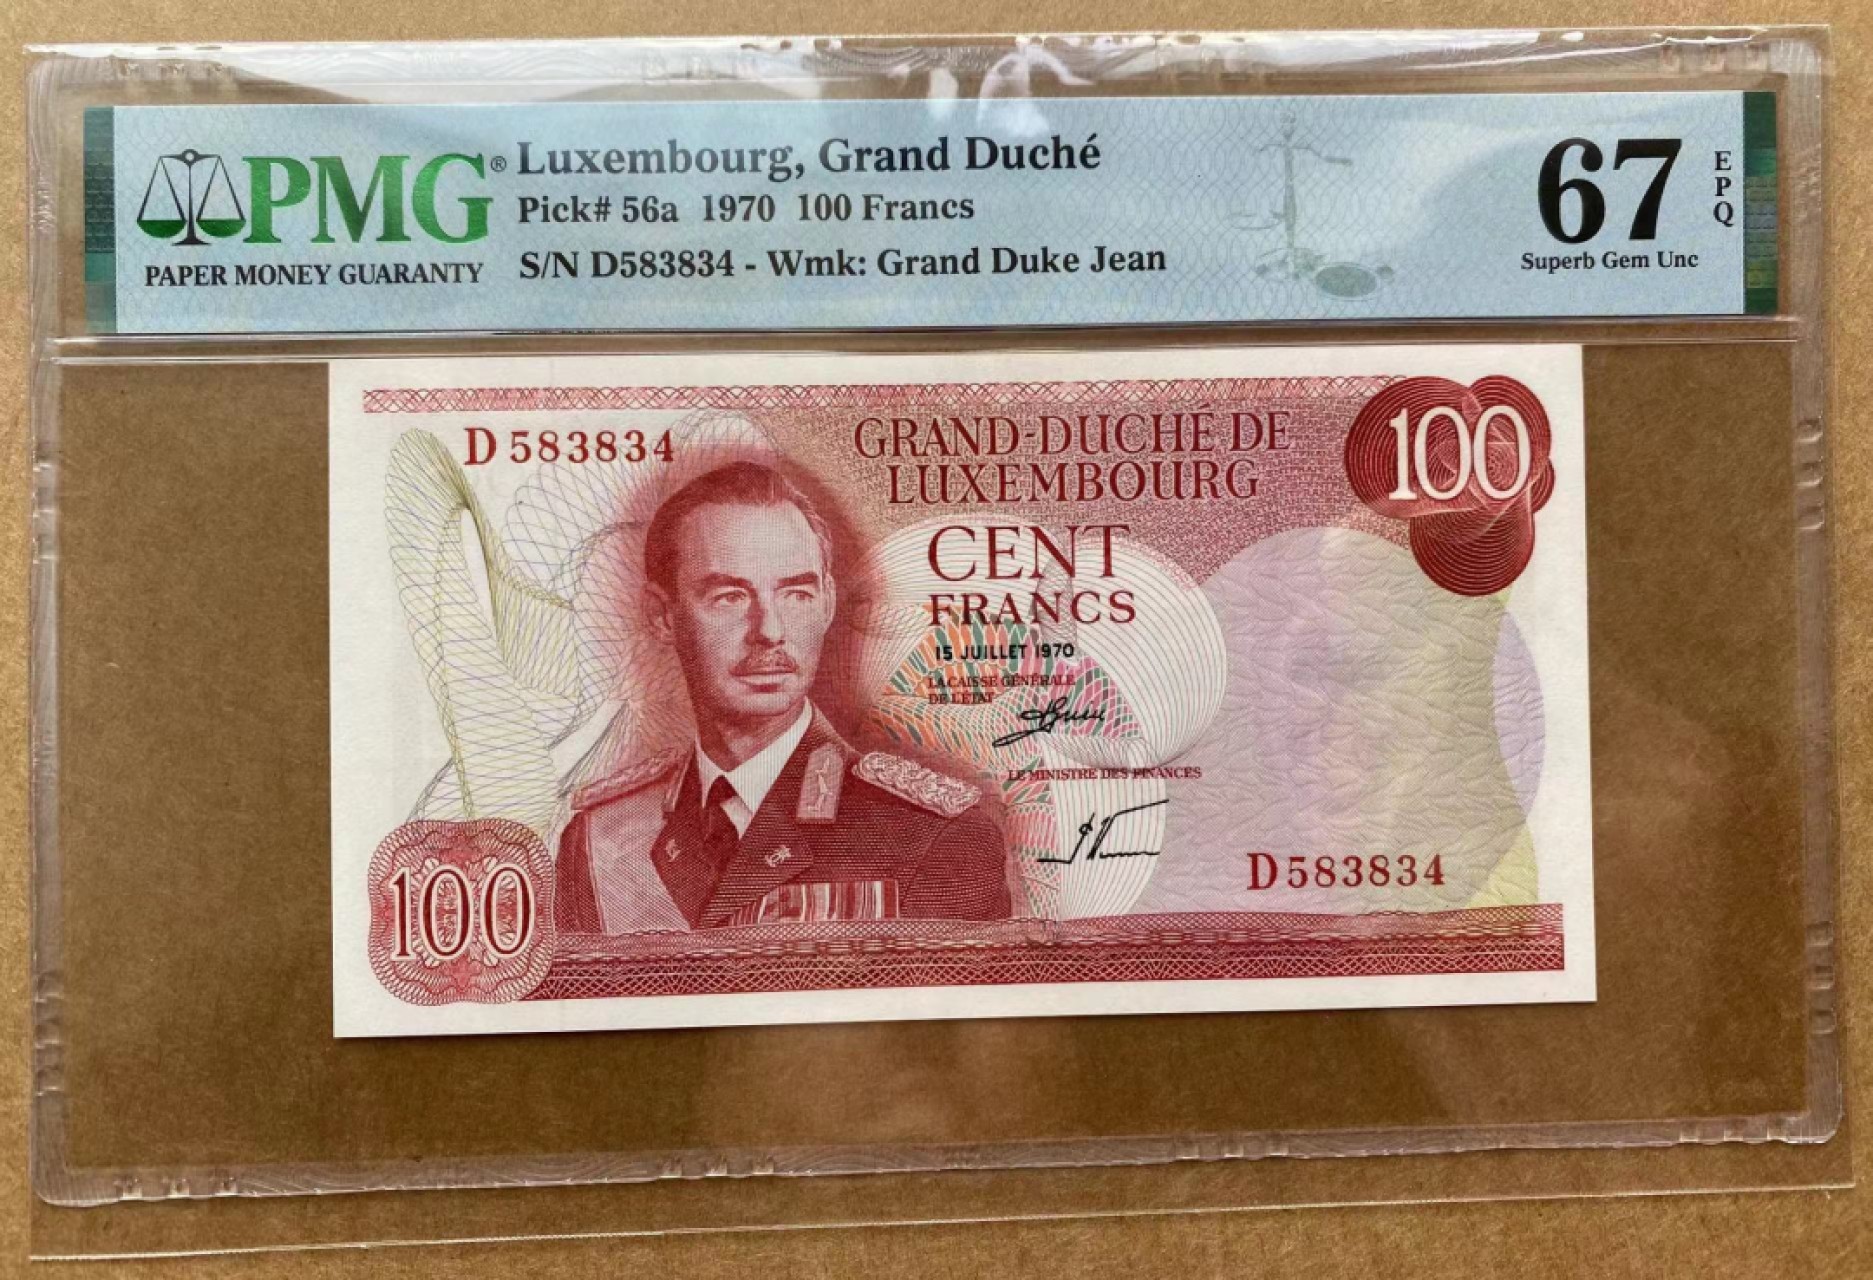 PMG®
PAPER MONEY GUARANTY
Luxembourg, Grand Duché
Pick# 56a 1970 100 Francs
S/N D583834 - Wmk: Grand Duke Jean
67
EPQ
Superb Gem Unc
D583834
GRAND-DUCHÉ DE
LUXEMBOURG
100
CENT
FRANCS
15 JUILLET 1970
LA CAISSE GÉNÉRALE
DE L'ÉTAT
LE MINISTRE DES FINANCES
D583834
100